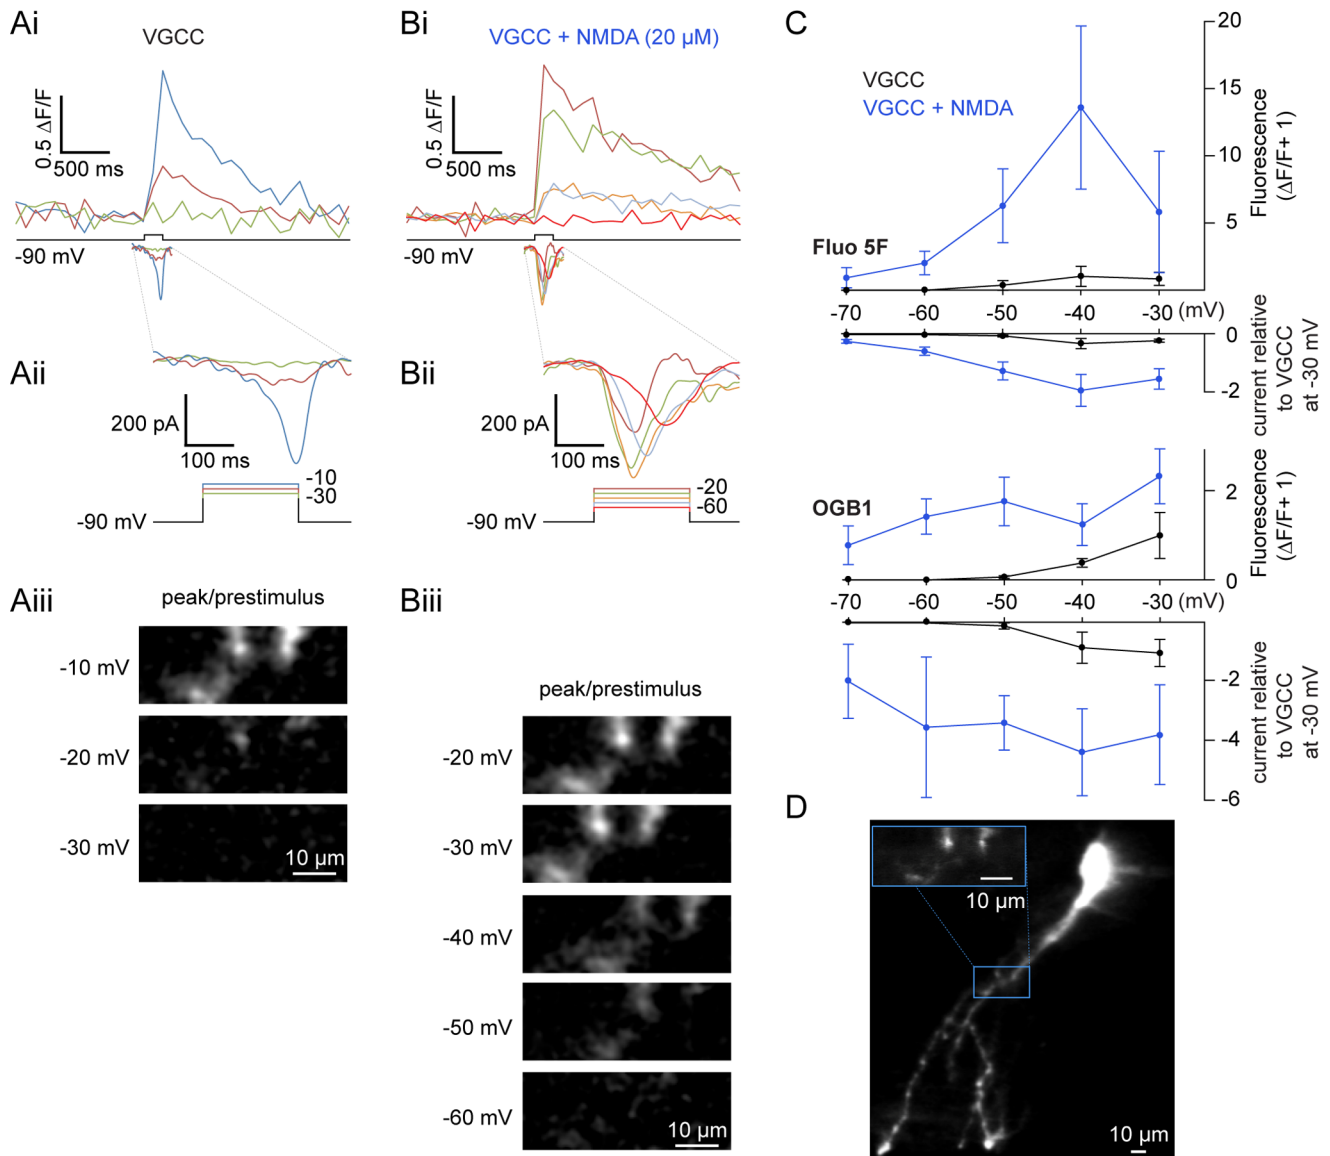 Ai
VGCC
0.5 ΔF/F
500 ms
-90 mV
Aii
200 pA
100 ms
-10
-30
-90 mV
Aiii
peak/prestimulus
-10 mV
-20 mV
-30 mV
10 µm
Bi
VGCC + NMDA (20 µM)
0.5 ΔF/F
500 ms
-90 mV
Bii
200 pA
100 ms
-20
-60
-90 mV
Biii
peak/prestimulus
-20 mV
-30 mV
-40 mV
-50 mV
-60 mV
10 µm
C
VGCC
VGCC + NMDA
20
15
10
5
Fluorescence
(ΔF/F+ 1)
Fluo 5F
-70
-60
-50
-40
-30
(mV)
0
-2
current relative
to VGCC
at -30 mV
OGB1
2
0
Fluorescence
(ΔF/F+ 1)
-70
-60
-50
-40
-30
(mV)
-2
-4
-6
current relative
to VGCC
at -30 mV
D
10 µm
10 µm